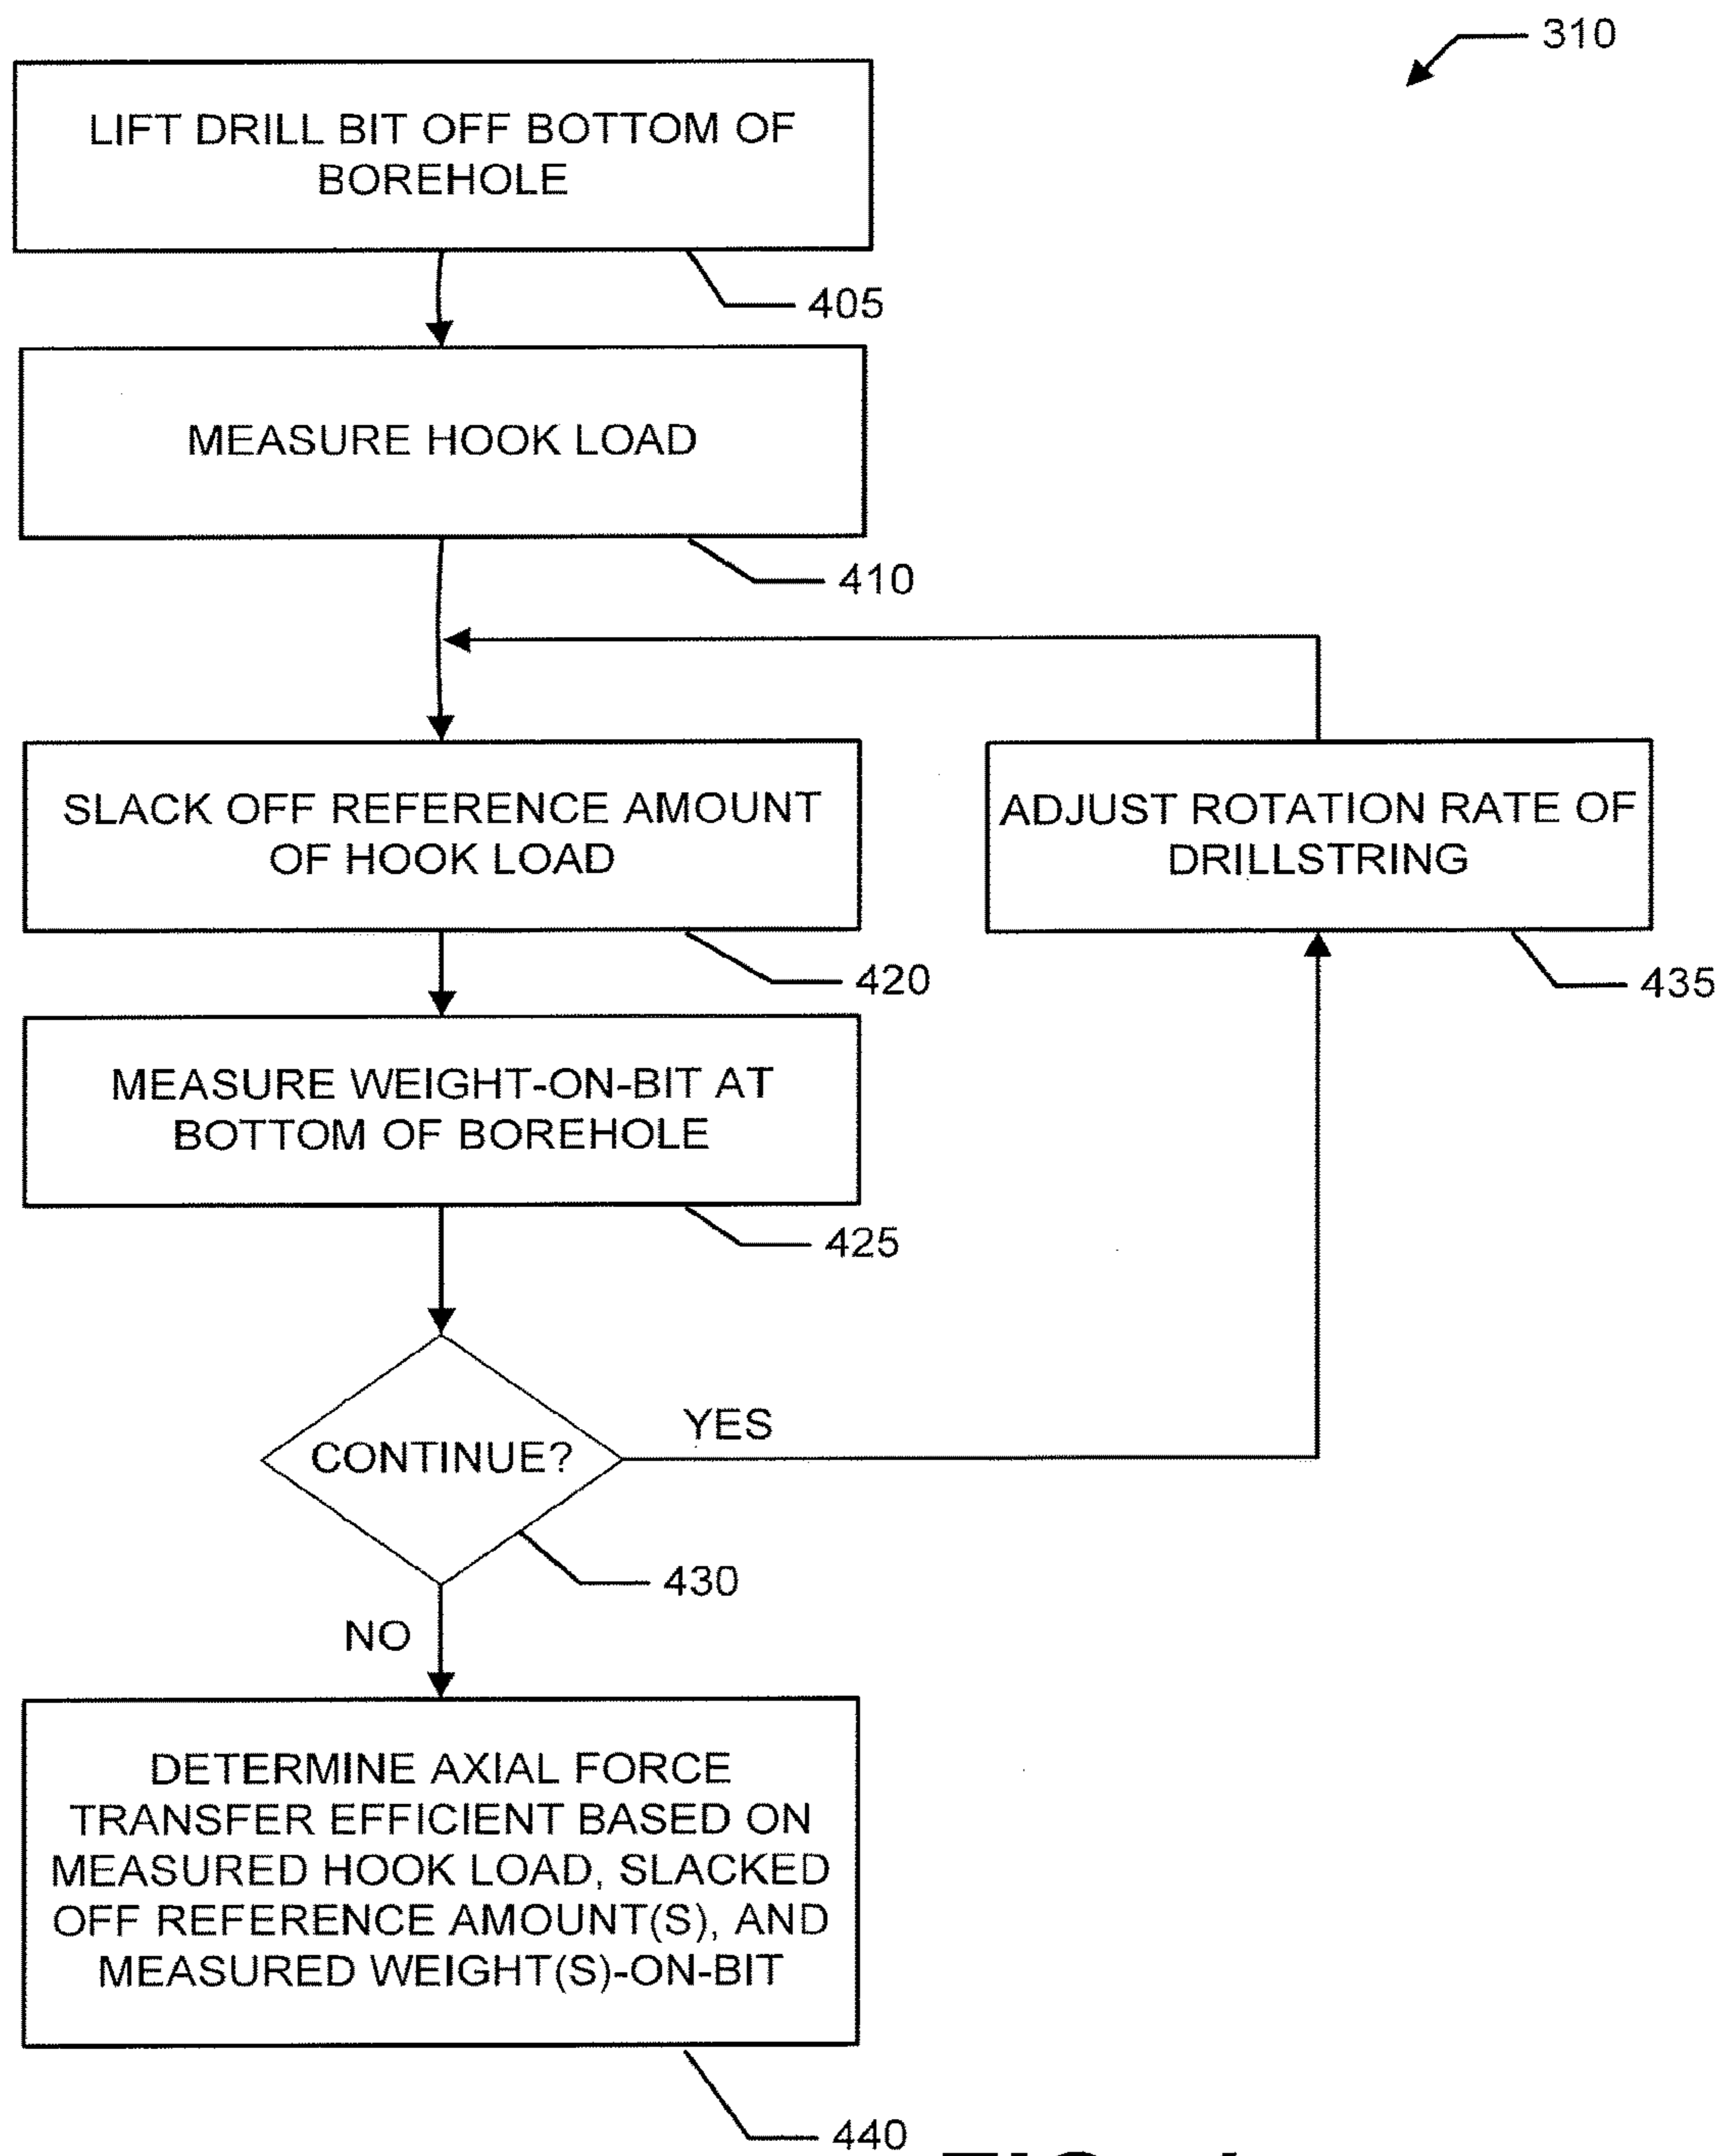 310
LIFT DRILL BIT OFF BOTTOM OF
BOREHOLE
405
MEASURE HOOK LOAD
410
SLACK OFF REFERENCE AMOUNT
OF HOOK LOAD
420
ADJUST ROTATION RATE OF
DRILLSTRING
435
MEASURE WEIGHT-ON-BIT AT
BOTTOM OF BOREHOLE
425
CONTINUE?
YES
430
NO
DETERMINE AXIAL FORCE
TRANSFER EFFICIENT BASED ON
MEASURED HOOK LOAD, SLACKED
OFF REFERENCE AMOUNT(S), AND
MEASURED WEIGHT(S)-ON-BIT
440